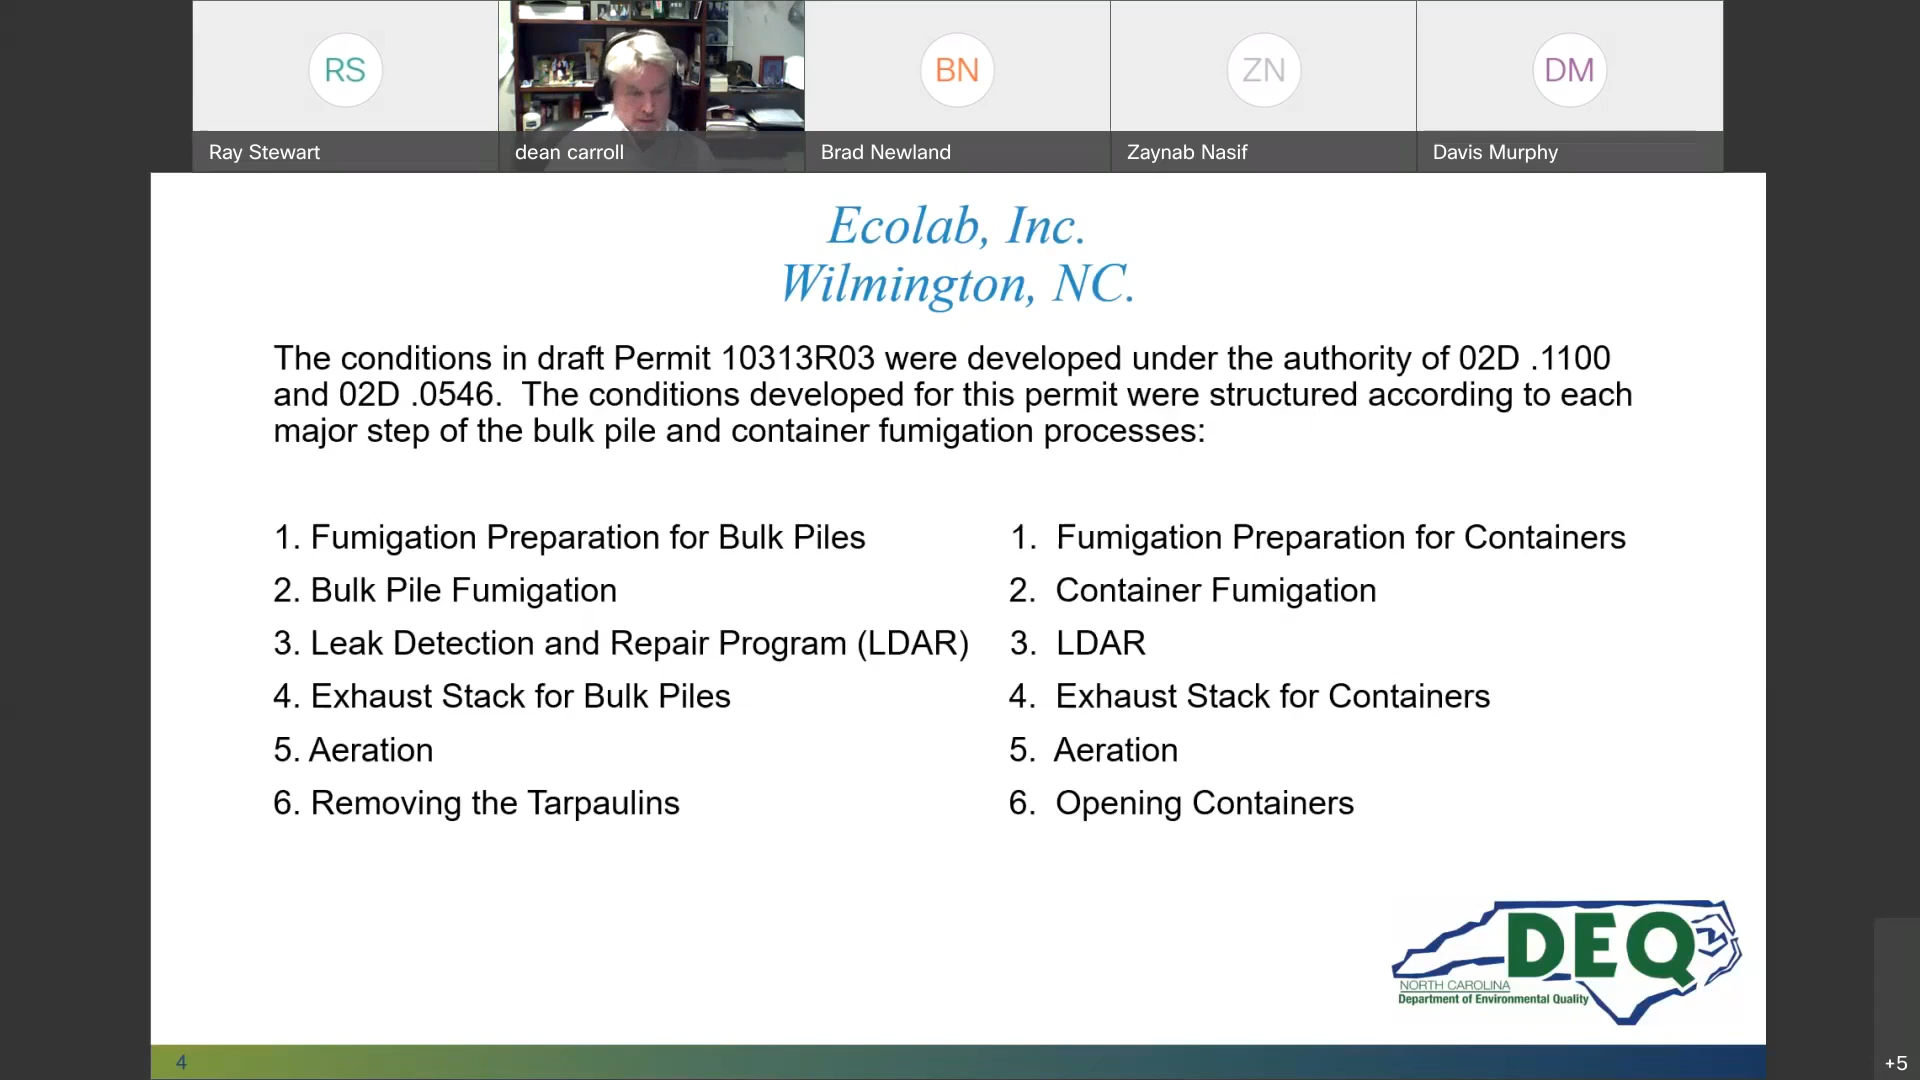 RS
BN
ZN
DM
Ray Stewart
dean carroll
Brad Newland
Zaynab Nasif
Davis Murphy
Ecolab, Inc.
Wilmington, NC.
The conditions in draft Permit 10313R03 were developed under the authority of 02D .1100
and 02D .0546.  The conditions developed for this permit were structured according to each
major step of the bulk pile and container fumigation processes:
1. Fumigation Preparation for Bulk Piles
2. Bulk Pile Fumigation
3. Leak Detection and Repair Program (LDAR)
4. Exhaust Stack for Bulk Piles
5. Aeration
6. Removing the Tarpaulins
1. Fumigation Preparation for Containers
2. Container Fumigation
3. LDAR
4. Exhaust Stack for Containers
5. Aeration
6. Opening Containers
DEQ
NORTH CAROLINA
Department of Environmental Quality
4
+5